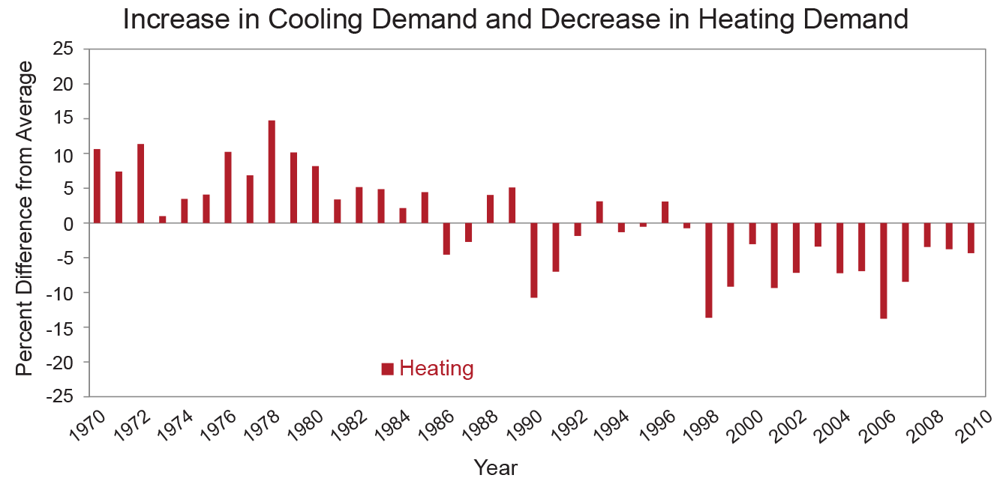 Increase in Cooling Demand and Decrease in Heating Demand
Percent Difference from Average
25
20
15
10
5
0
-5
-10
-15
-20
-25
Heating
1970 1972 1974 1976 1978 1980 1982 1984 1986 1988 1990 1992 1994 1996 1998 2000 2002 2004 2006 2008 2010
Year